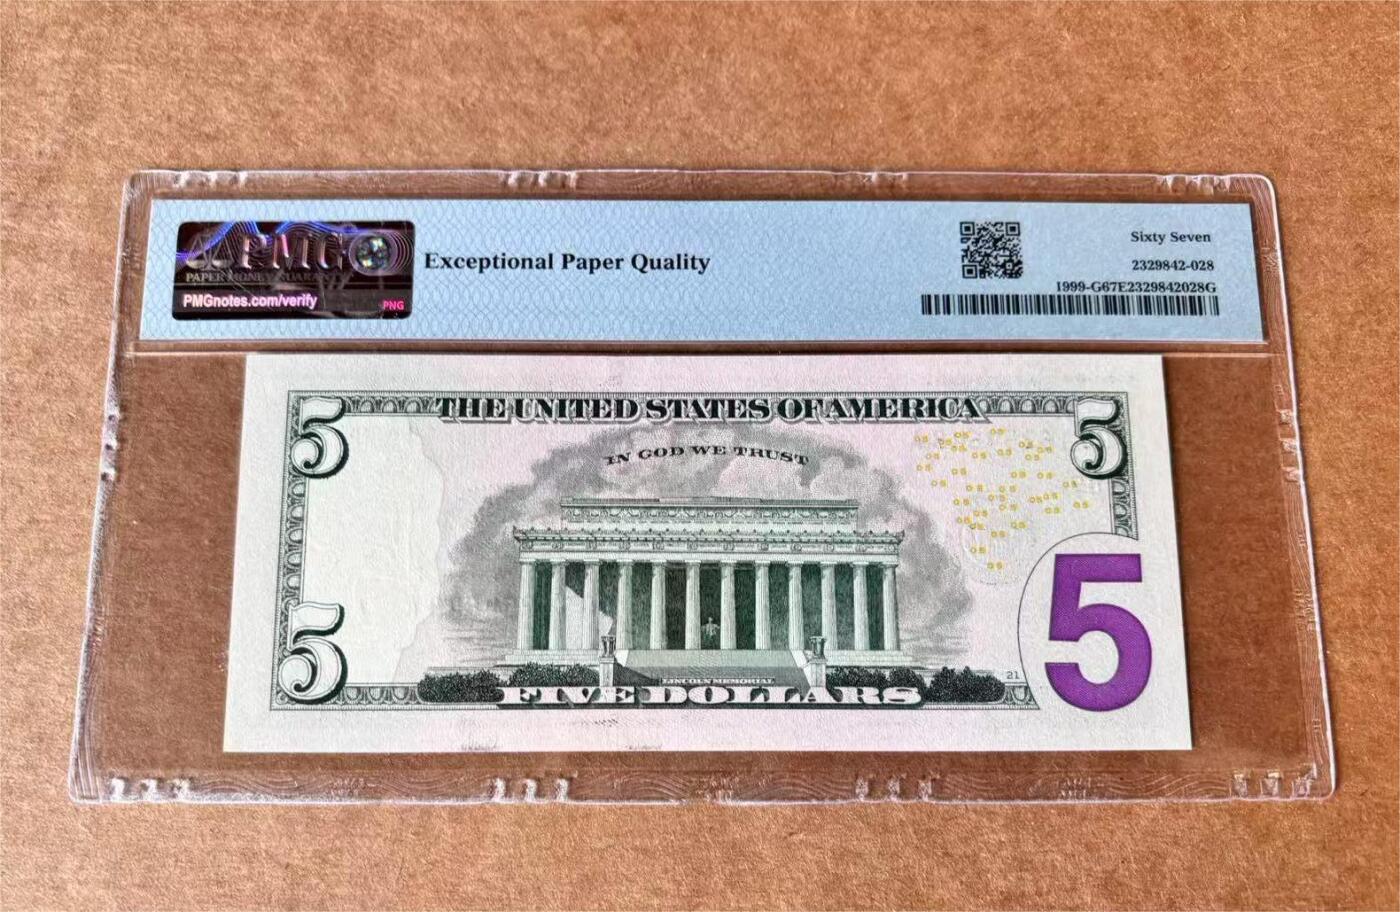 PMG
PAPER MONEY GUARANTY
PMGnotes.com/verify
PNG
Exceptional Paper Quality
Sixty Seven
2329842-028
1999-G67E2329842028G
5
THE UNITED STATES OF AMERICA
5
IN GOD WE TRUST
5
LINCOLN MEMORIAL
FIVE DOLLARS
21
5